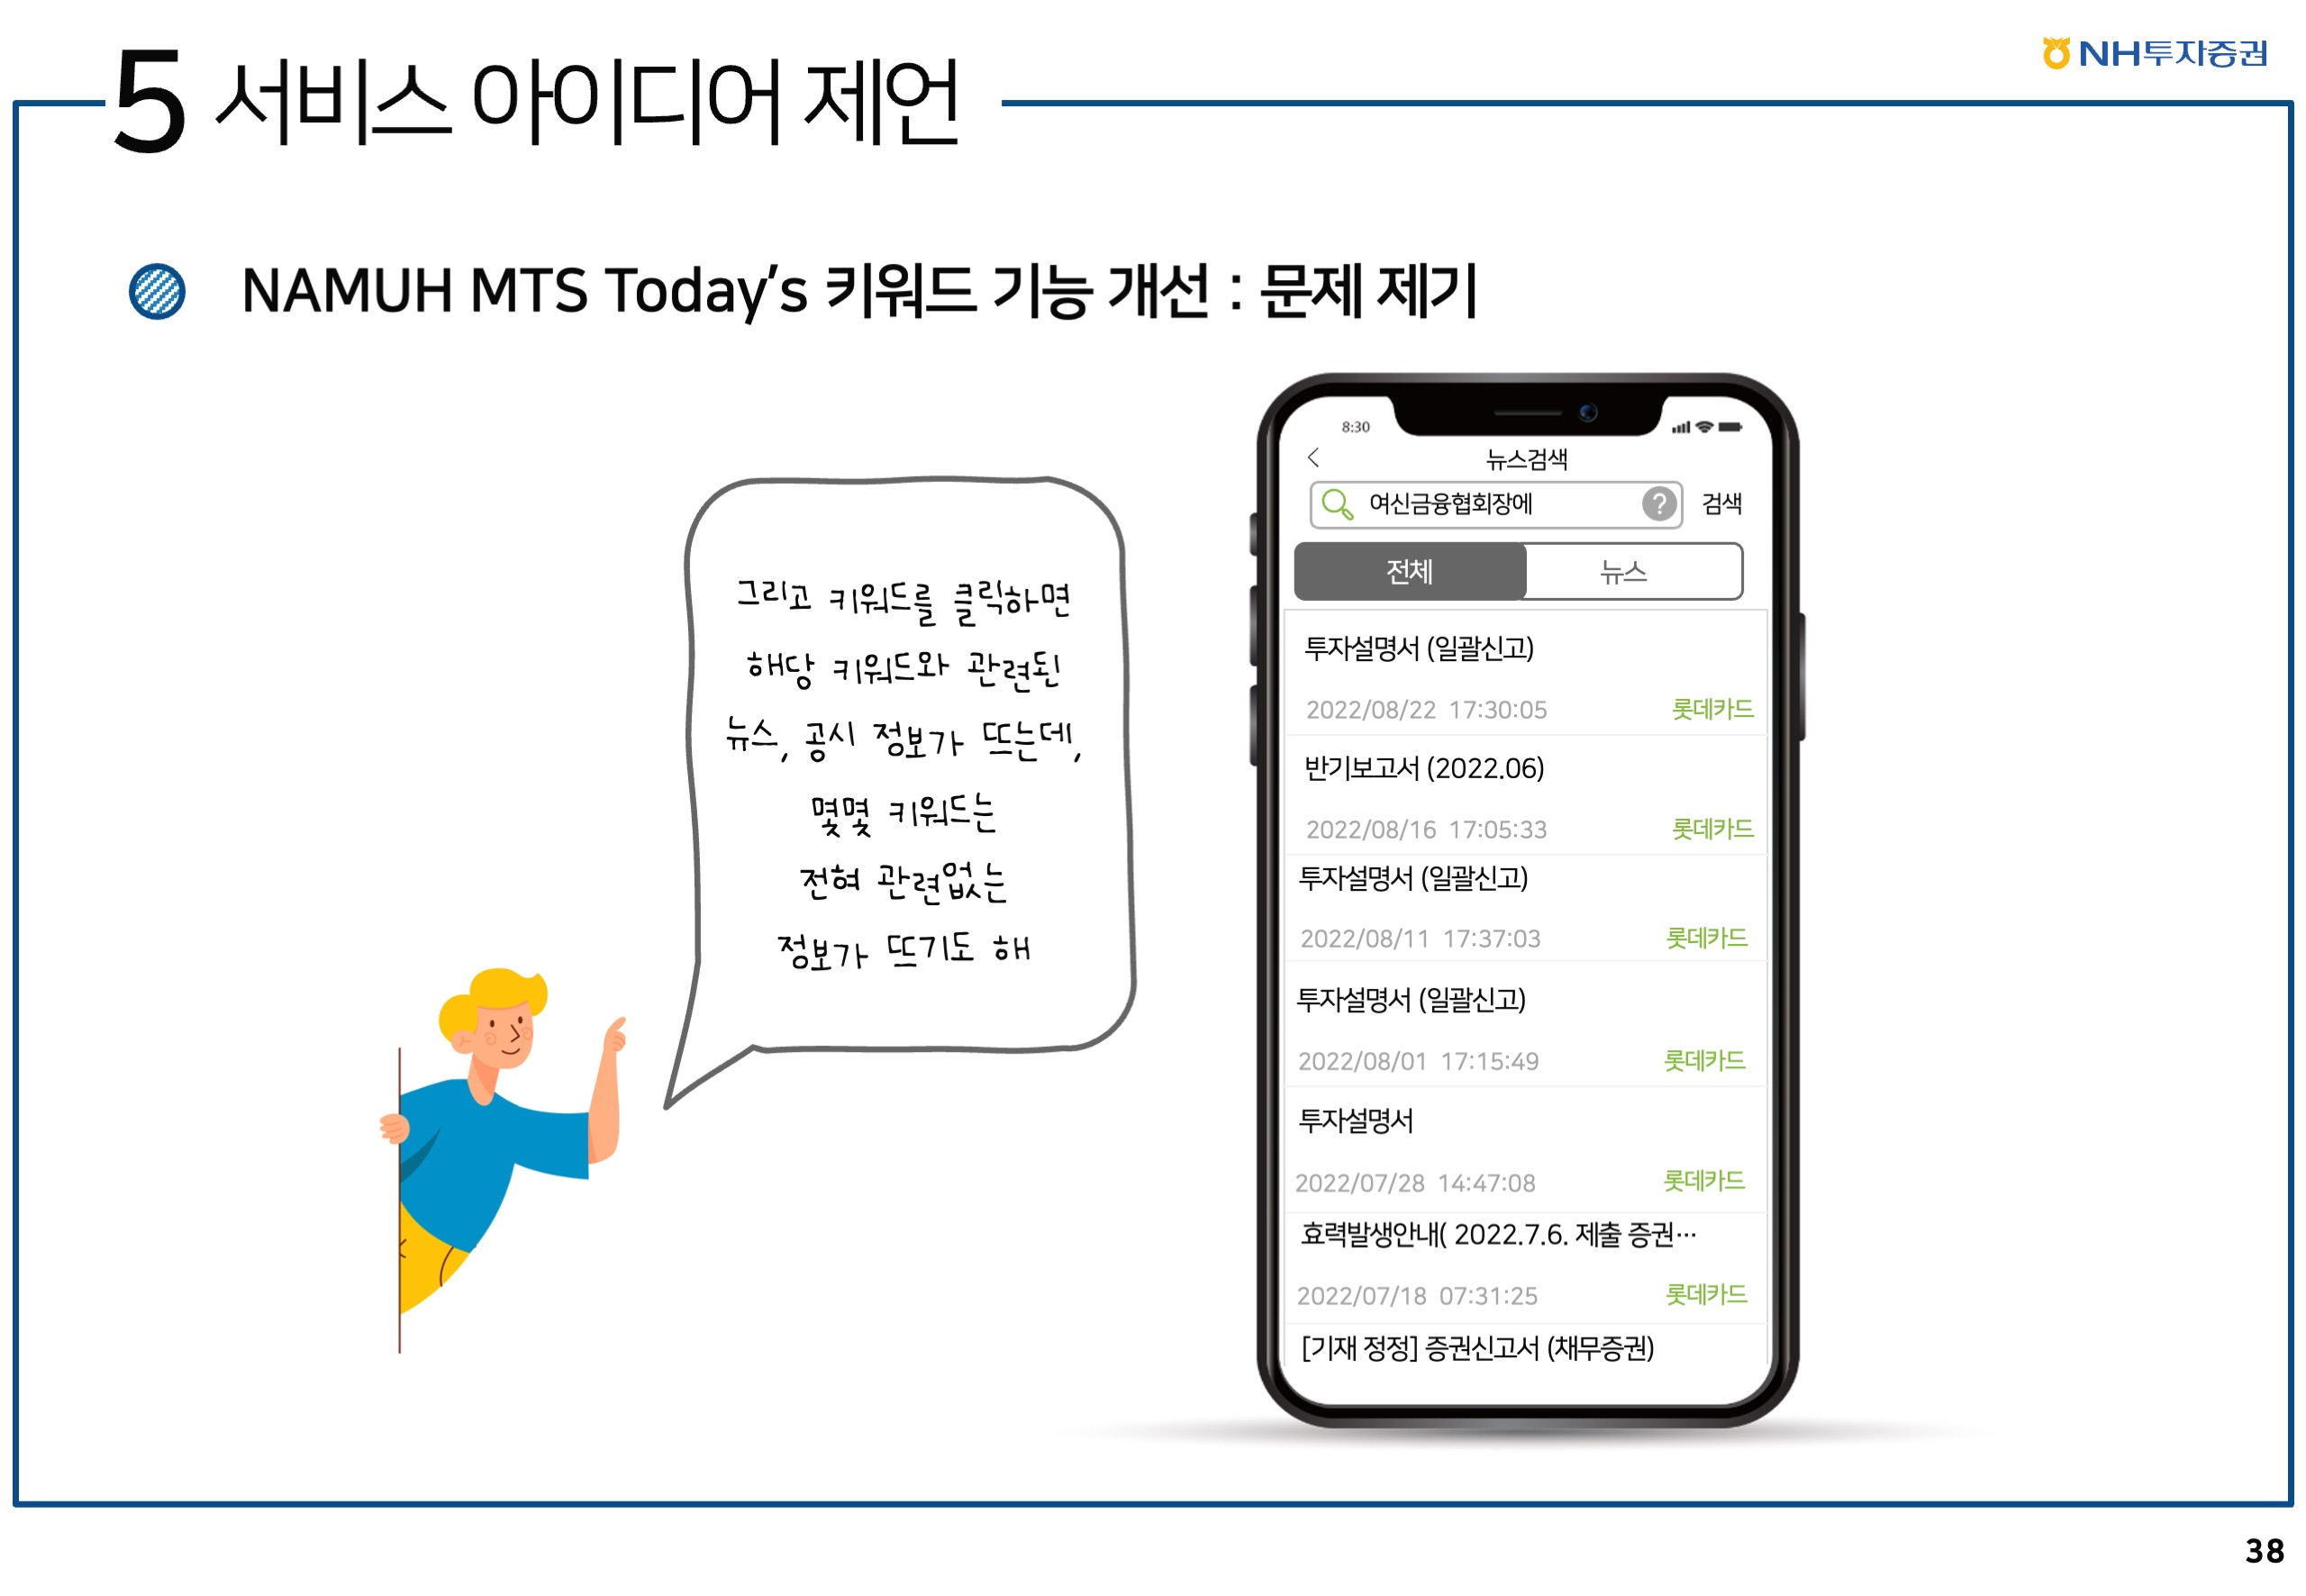 5 서비스 아이디어 제언
NH투자증권
NAMUH MTS Today's 키워드 기능 개선 : 문제 제기
그리고 키워드를 클릭하면
해당 키워드와 관련된
뉴스, 공시 정보가 뜨는데,
몇몇 키워드는
전혀 관련없는
정보가 뜨기도 해
8:30
뉴스검색
여신금융협회장에 ? 검색
전체 뉴스
투자설명서 (일괄신고)
2022/08/22 17:30:05 롯데카드
반기보고서 (2022.06)
2022/08/16 17:05:33 롯데카드
투자설명서 (일괄신고)
2022/08/11 17:37:03 롯데카드
투자설명서 (일괄신고)
2022/08/01 17:15:49 롯데카드
투자설명서
2022/07/28 14:47:08 롯데카드
효력발생안내( 2022.7.6. 제출 증권…
2022/07/18 07:31:25 롯데카드
[기재 정정] 증권신고서 (채무증권)
38